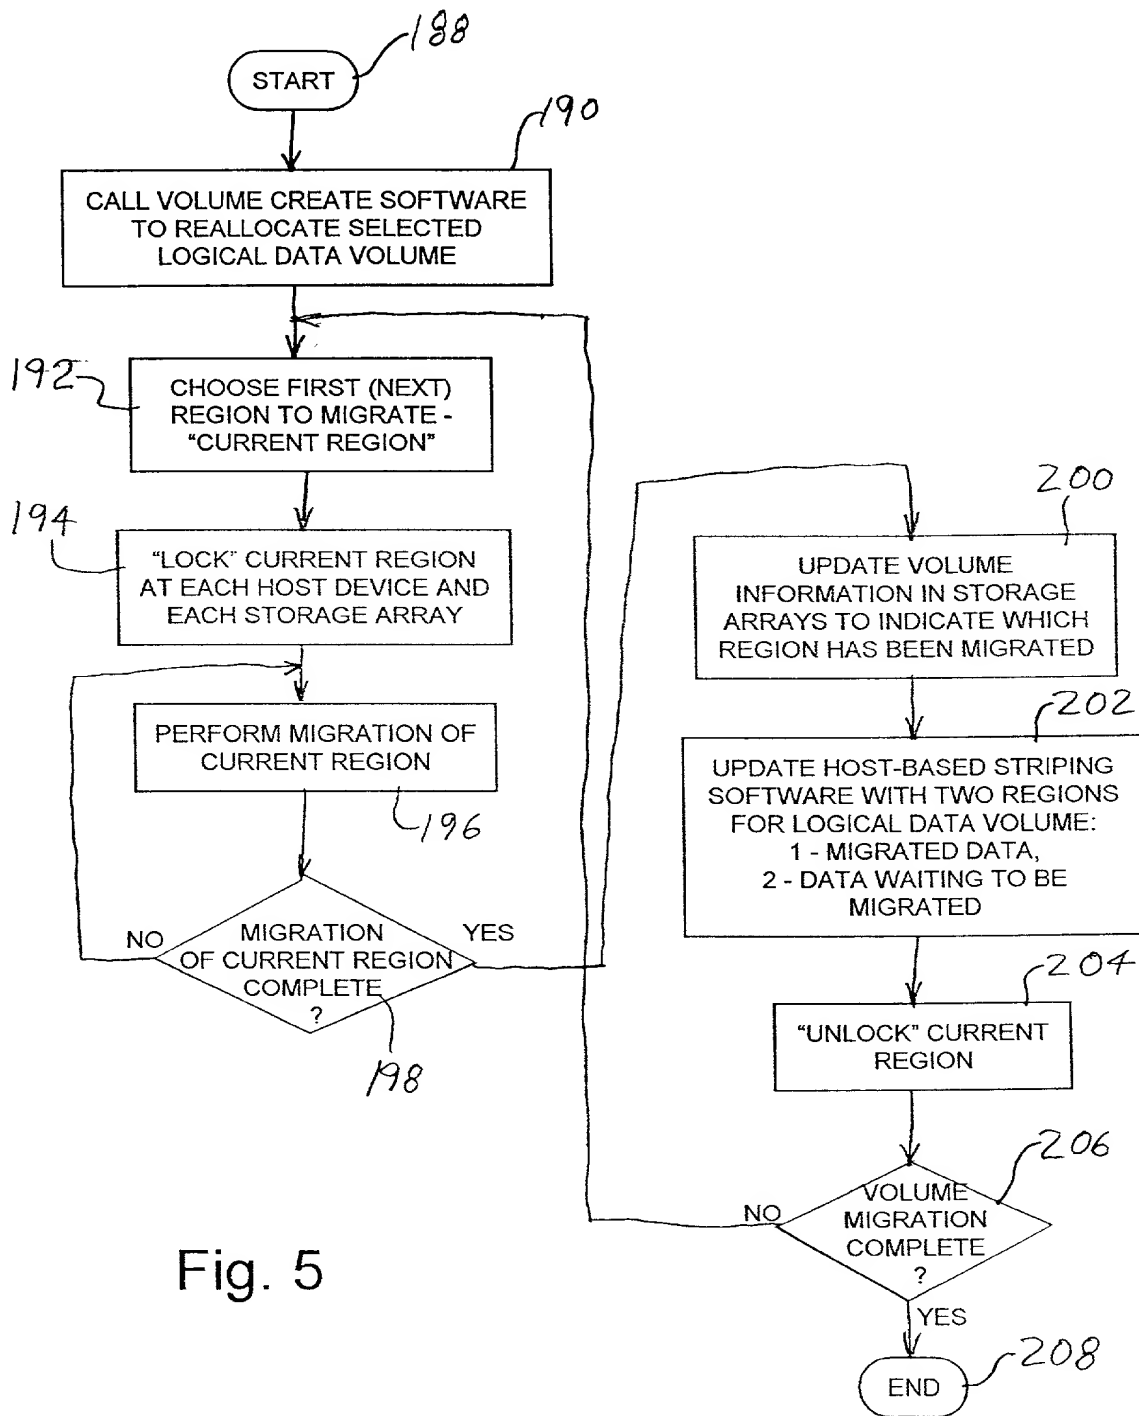 188
START
190
CALL VOLUME CREATE SOFTWARE
TO REALLOCATE SELECTED
LOGICAL DATA VOLUME
192
CHOOSE FIRST (NEXT)
REGION TO MIGRATE -
“CURRENT REGION”
194
“LOCK” CURRENT REGION
AT EACH HOST DEVICE AND
EACH STORAGE ARRAY
PERFORM MIGRATION OF
CURRENT REGION
196
NO
YES
MIGRATION
OF CURRENT REGION
COMPLETE
?
198
200
UPDATE VOLUME
INFORMATION IN STORAGE
ARRAYS TO INDICATE WHICH
REGION HAS BEEN MIGRATED
202
UPDATE HOST-BASED STRIPING
SOFTWARE WITH TWO REGIONS
FOR LOGICAL DATA VOLUME:
1 - MIGRATED DATA,
2 - DATA WAITING TO BE
MIGRATED
204
“UNLOCK” CURRENT
REGION
206
VOLUME
MIGRATION
COMPLETE
?
NO
YES
208
END
Fig. 5